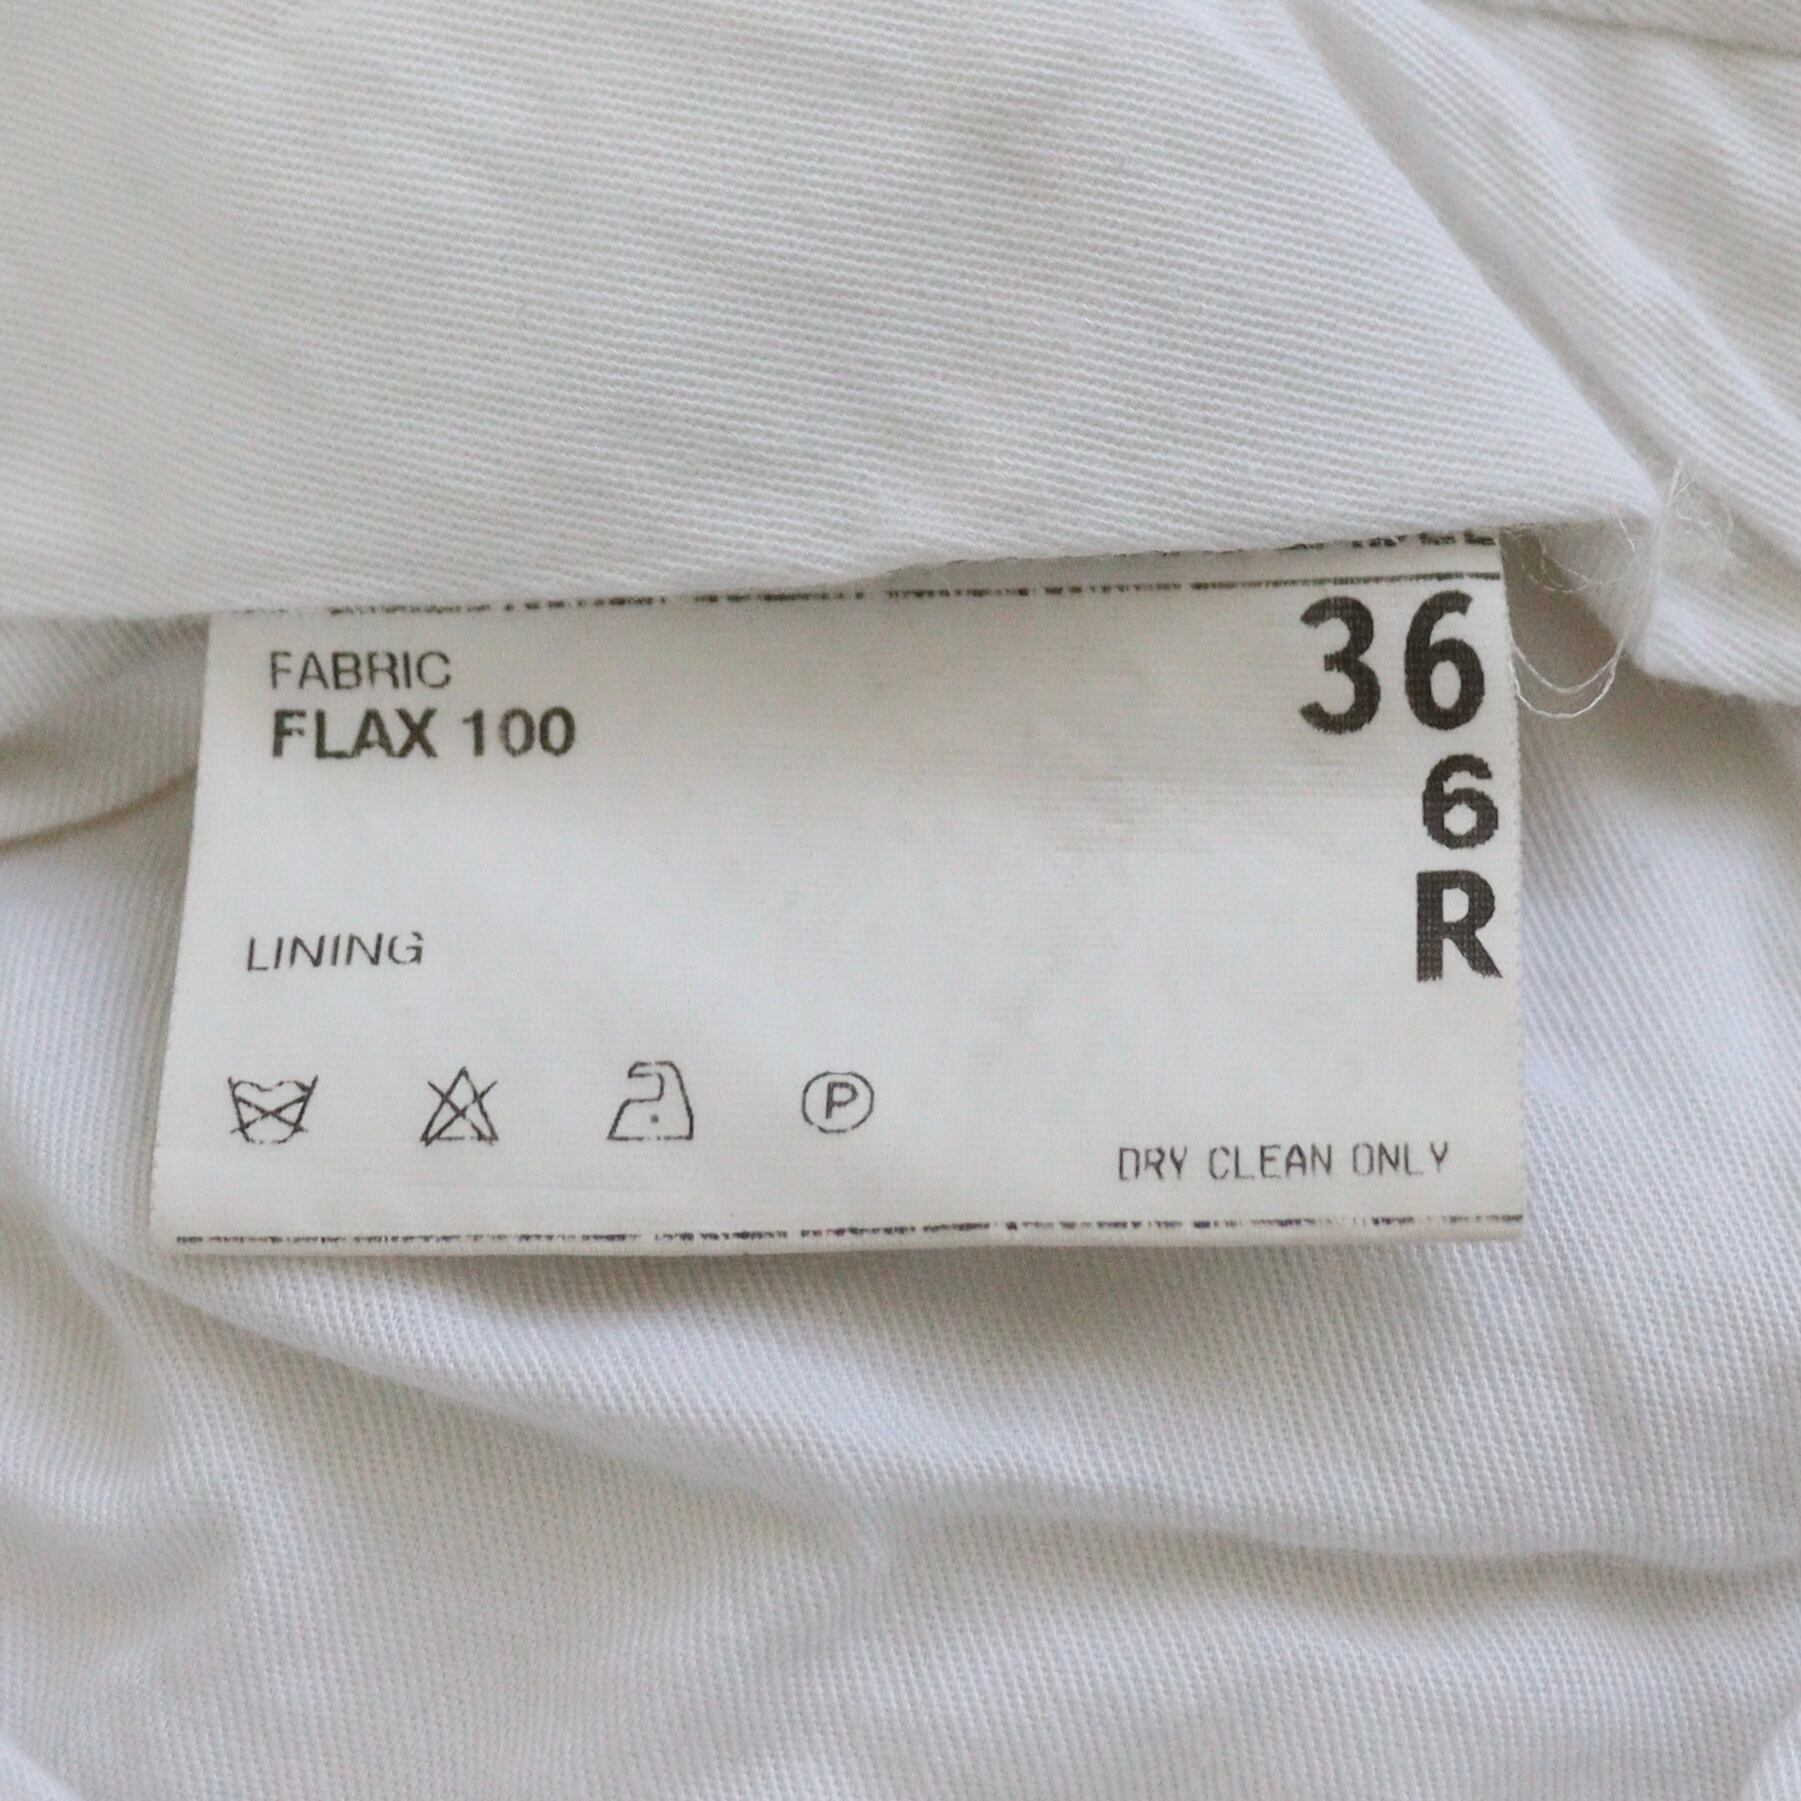 36
FABRIC
FLAX 100
6
R
LINING
P
DRY CLEAN ONLY